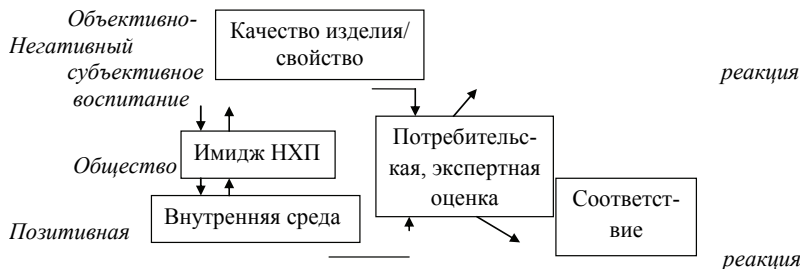 Объективно-
Негативный
субъективное
воспитание
Качество изделия/
свойство
реакция
Общество
Имидж НХП
Потребительс-
кая, экспертная
оценка
Внутренняя среда
Соответст-
вие
Позитивная
реакция